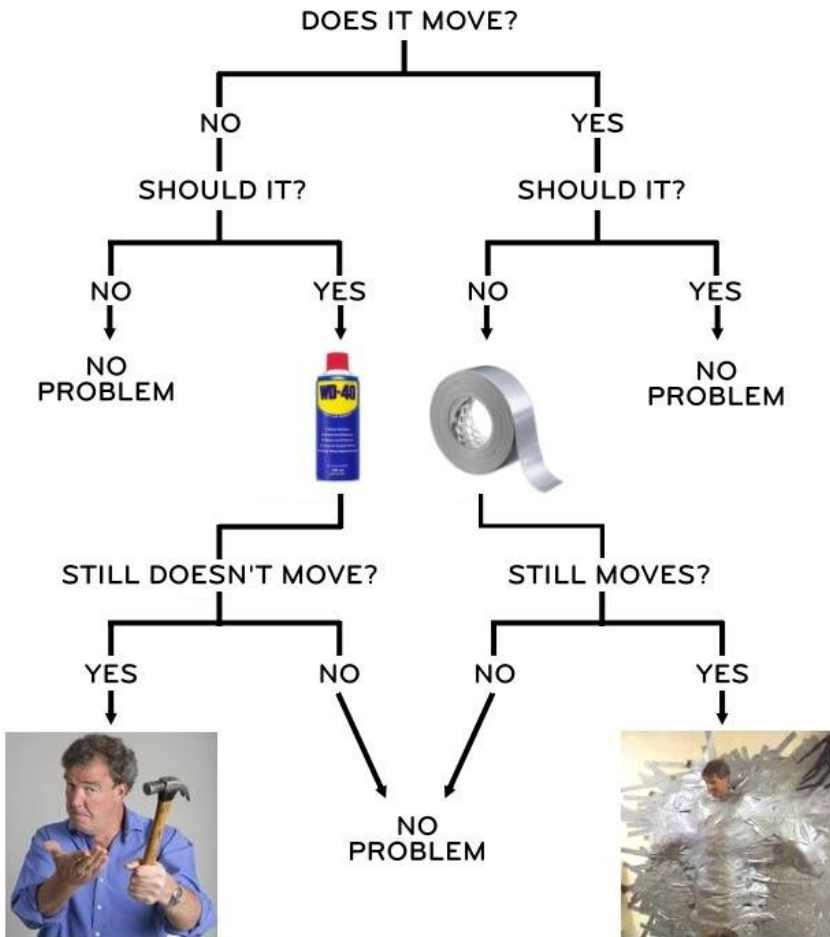 DOES IT MOVE?
NO
YES
SHOULD IT?
SHOULD IT?
NO
YES
NO
YES
NO
PROBLEM
WD-40
NO
PROBLEM
STILL DOESN'T MOVE?
STILL MOVES?
YES
NO
NO
YES
NO
PROBLEM